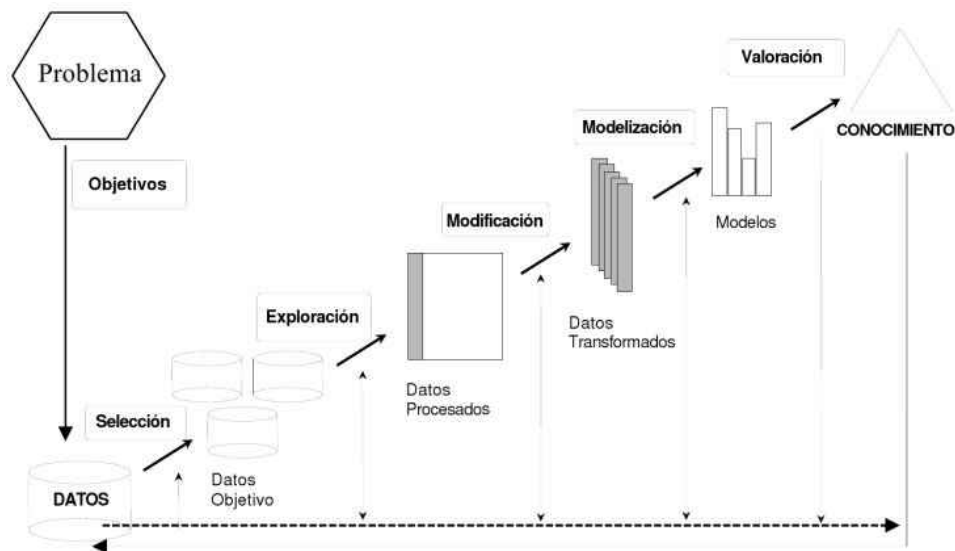 Problema
Objetivos
DATOS
Selección
Datos
Objetivo
Exploración
Datos
Procesados
Modificación
Datos
Transformados
Modelización
Modelos
Valoración
CONOCIMIENTO